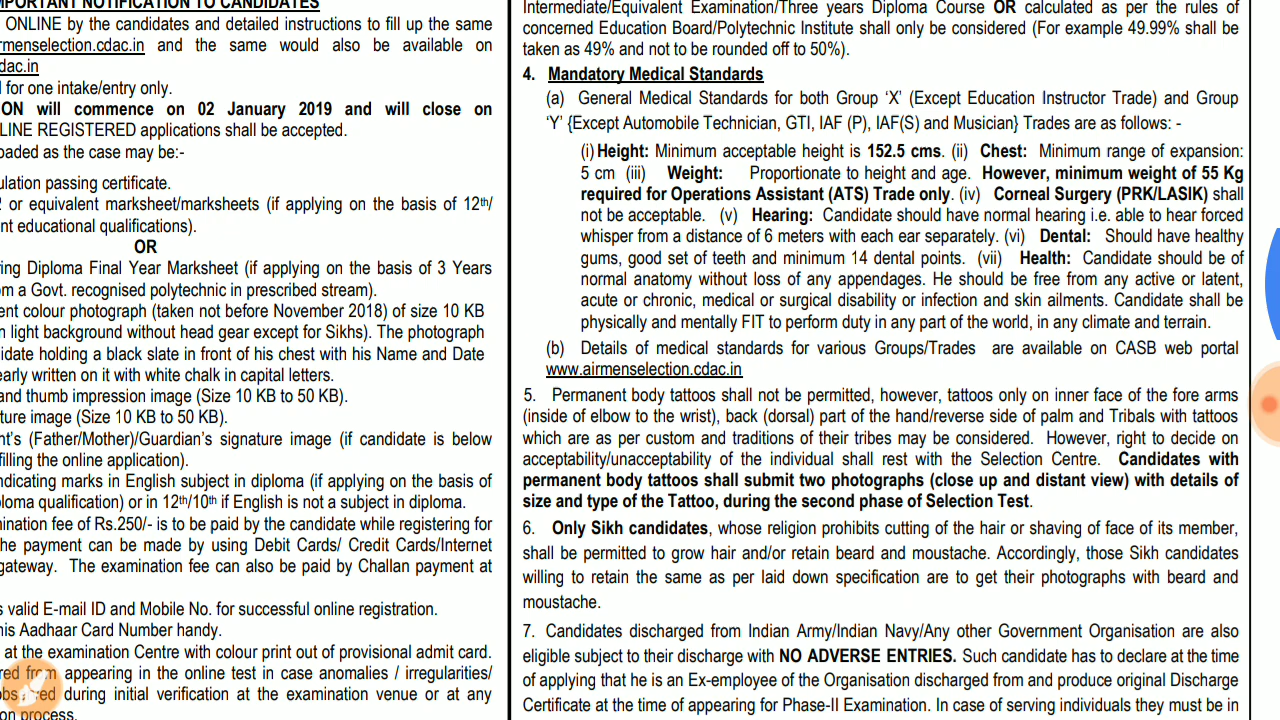 IMPORTANT NOTIFICATION TO CANDIDATES
ONLINE by the candidates and detailed instructions to fill up the same
airmenselection.cdac.in and the same would also be available on
cdac.in
for one intake/entry only.
ON will commence on 02 January 2019 and will close on
REGISTERED applications shall be accepted.
as the case may be:-
passing certificate.
or equivalent marksheet/marksheets (if applying on the basis of 12th/
educational qualifications).
OR
Diploma Final Year Marksheet (if applying on the basis of 3 Years
a Govt. recognised polytechnic in prescribed stream).
colour photograph (taken not before November 2018) of size 10 KB
light background without head gear except for Sikhs). The photograph
holding a black slate in front of his chest with his Name and Date
written on it with white chalk in capital letters.
and thumb impression image (Size 10 KB to 50 KB).
image (Size 10 KB to 50 KB).
(Father/Mother)/Guardian's signature image (if candidate is below
filling the online application).
marks in English subject in diploma (if applying on the basis of
qualification) or in 12th/10th if English is not a subject in diploma.
fee of Rs.250/- is to be paid by the candidate while registering for
payment can be made by using Debit Cards/ Credit Cards/Internet
gateway. The examination fee can also be paid by Challan payment at
valid E-mail ID and Mobile No. for successful online registration.
Aadhaar Card Number handy.
at the examination Centre with colour print out of provisional admit card.
from appearing in the online test in case anomalies / irregularities/
during initial verification at the examination venue or at any
process.
Intermediate/Equivalent Examination/Three years Diploma Course OR calculated as per the rules of
concerned Education Board/Polytechnic Institute shall only be considered (For example 49.99% shall be
taken as 49% and not to be rounded off to 50%).
4. Mandatory Medical Standards
(a) General Medical Standards for both Group 'X' (Except Education Instructor Trade) and Group
'Y' {Except Automobile Technician, GTI, IAF (P), IAF(S) and Musician} Trades are as follows: -
(i) Height: Minimum acceptable height is 152.5 cms. (ii) Chest: Minimum range of expansion:
5 cm (iii) Weight: Proportionate to height and age. However, minimum weight of 55 Kg
required for Operations Assistant (ATS) Trade only. (iv) Corneal Surgery (PRK/LASIK) shall
not be acceptable. (v) Hearing: Candidate should have normal hearing i.e. able to hear forced
whisper from a distance of 6 meters with each ear separately. (vi) Dental: Should have healthy
gums, good set of teeth and minimum 14 dental points. (vii) Health: Candidate should be of
normal anatomy without loss of any appendages. He should be free from any active or latent,
acute or chronic, medical or surgical disability or infection and skin ailments. Candidate shall be
physically and mentally FIT to perform duty in any part of the world, in any climate and terrain.
(b) Details of medical standards for various Groups/Trades are available on CASB web portal
www.airmenselection.cdac.in
5. Permanent body tattoos shall not be permitted, however, tattoos only on inner face of the fore arms
(inside of elbow to the wrist), back (dorsal) part of the hand/reverse side of palm and Tribals with tattoos
which are as per custom and traditions of their tribes may be considered. However, right to decide on
acceptability/unacceptability of the individual shall rest with the Selection Centre. Candidates with
permanent body tattoos shall submit two photographs (close up and distant view) with details of
size and type of the Tattoo, during the second phase of Selection Test.
6. Only Sikh candidates, whose religion prohibits cutting of the hair or shaving of face of its member,
shall be permitted to grow hair and/or retain beard and moustache. Accordingly, those Sikh candidates
willing to retain the same as per laid down specification are to get their photographs with beard and
moustache.
7. Candidates discharged from Indian Army/Indian Navy/Any other Government Organisation are also
eligible subject to their discharge with NO ADVERSE ENTRIES. Such candidate has to declare at the time
of applying that he is an Ex-employee of the Organisation discharged from and produce original Discharge
Certificate at the time of appearing for Phase-II Examination. In case of serving individuals they must be in